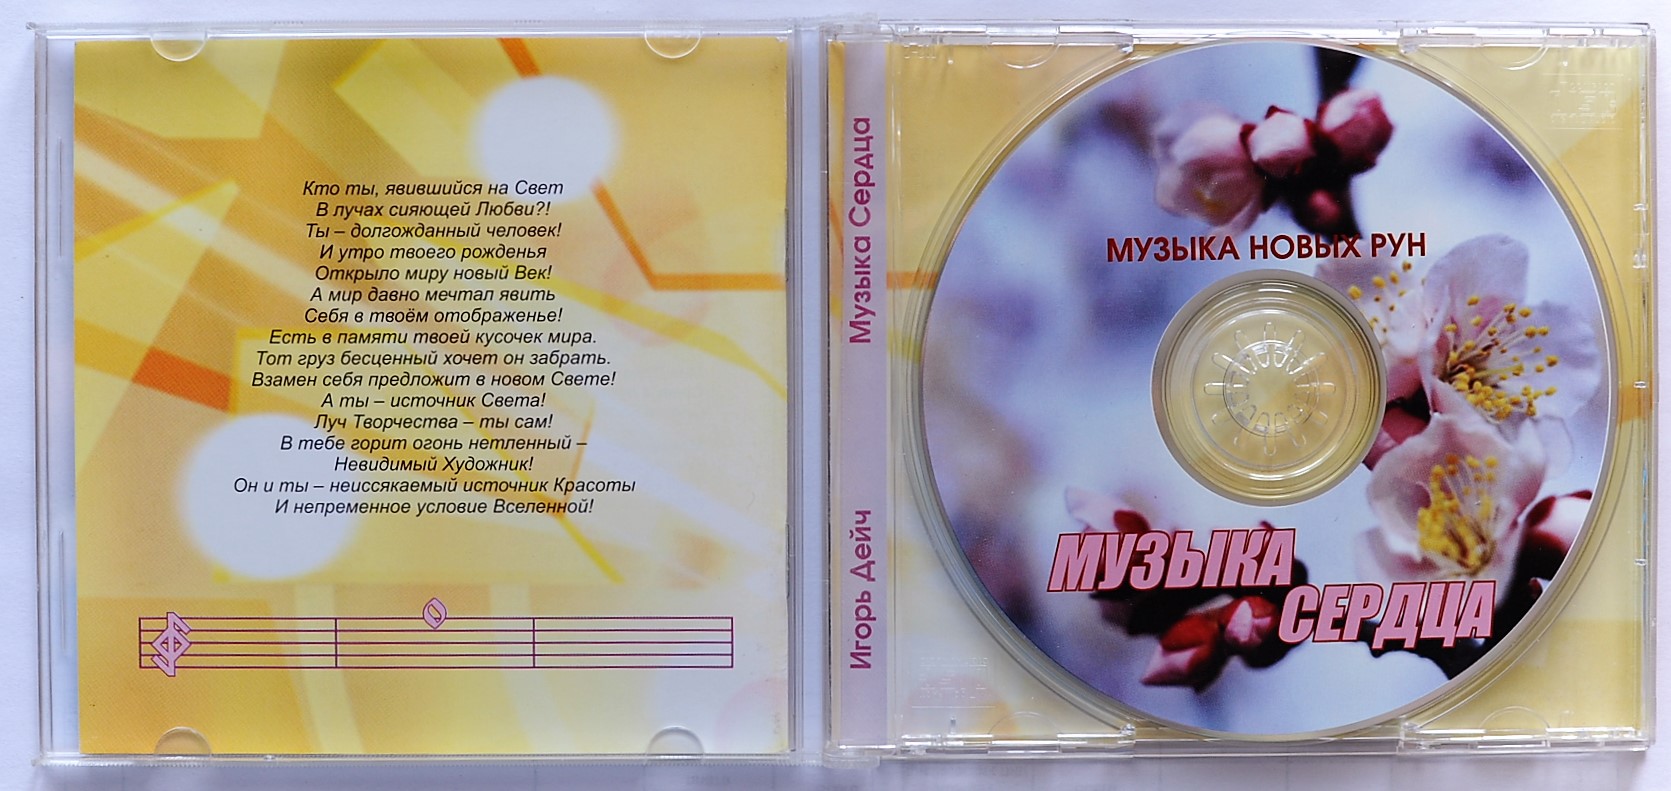 Кто ты, явившийся на Свет
В лучах сияющей Любви?!
Ты – долгожданный человек!
И утро твоего рожденья
Открыло миру новый Век!
А мир давно мечтал явить
Себя в твоём отображенье!
Есть в памяти твоей кусочек мира.
Тот груз бесценный хочет он забрать.
Взамен себя предложит в новом Свете!
А ты – источник Света!
Луч Творчества – ты сам!
В тебе горит огонь нетленный –
Невидимый Художник!
Он и ты – неиссякаемый источник Красоты
И непременное условие Вселенной!
Игорь Дейч
Музыка Сердца
МУЗЫКА НОВЫХ РУН
МУЗЫКА
СЕРДЦА